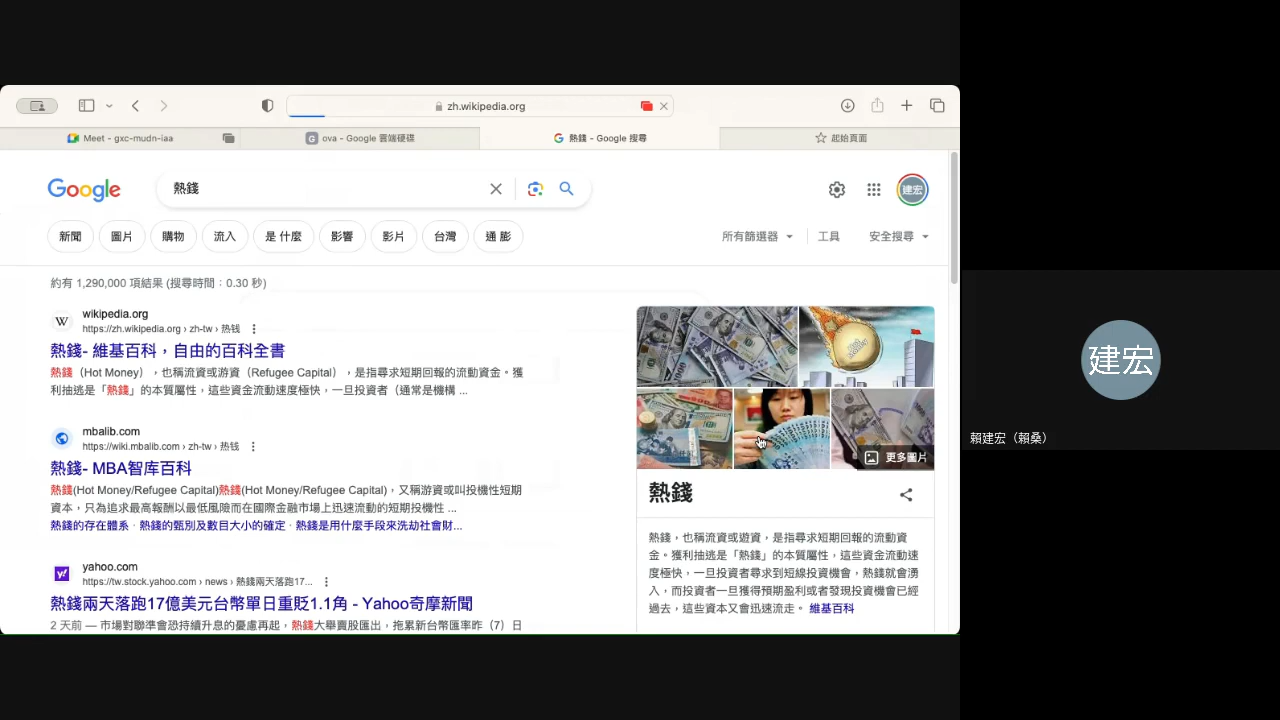 zh.wikipedia.org
Meet - gxc-mudn-iaa
ova - Google 雲端硬碟
熱錢 - Google 搜尋
起始頁面
Google
熱錢
建宏
新聞
圖片
購物
流入
是 什麼
影響
影片
台灣
通 膨
所有篩選器
工具
安全搜尋
約有 1,290,000 項結果 (搜尋時間：0.30 秒)
W
wikipedia.org
https://zh.wikipedia.org › zh-tw › 热钱
熱錢- 維基百科，自由的百科全書
熱錢（Hot Money），也稱流資或游資（Refugee Capital），是指尋求短期回報的流動資金。獲
利抽逃是「熱錢」的本質屬性，這些資金流動速度極快，一旦投資者（通常是機構 ...
mbalib.com
https://wiki.mbalib.com › zh-tw › 热钱
熱錢- MBA智库百科
熱錢(Hot Money/Refugee Capital)熱錢(Hot Money/Refugee Capital)，又稱游資或叫投機性短期
資本，只為追求最高報酬以最低風險而在國際金融市場上迅速流動的短期投機性 ...
熱錢的存在體系 · 熱錢的甄別及數目大小的確定 · 熱錢是用什麼手段來洗劫社會財...
y!
yahoo.com
https://tw.stock.yahoo.com › news › 熱錢兩天落跑17...
熱錢兩天落跑17億美元台幣單日重貶1.1角 - Yahoo奇摩新聞
2 天前 — 市場對聯準會恐持續升息的憂慮再起，熱錢大舉賣股匯出，拖累新台幣匯率昨（7）日
更多圖片
熱錢
熱錢，也稱流資或遊資，是指尋求短期回報的流動資
金。獲利抽逃是「熱錢」的本質屬性，這些資金流動速
度極快，一旦投資者尋求到短線投資機會，熱錢就會湧
入，而投資者一旦獲得預期盈利或者發現投資機會已經
過去，這些資本又會迅速流走。 維基百科
建宏
賴建宏（賴桑）